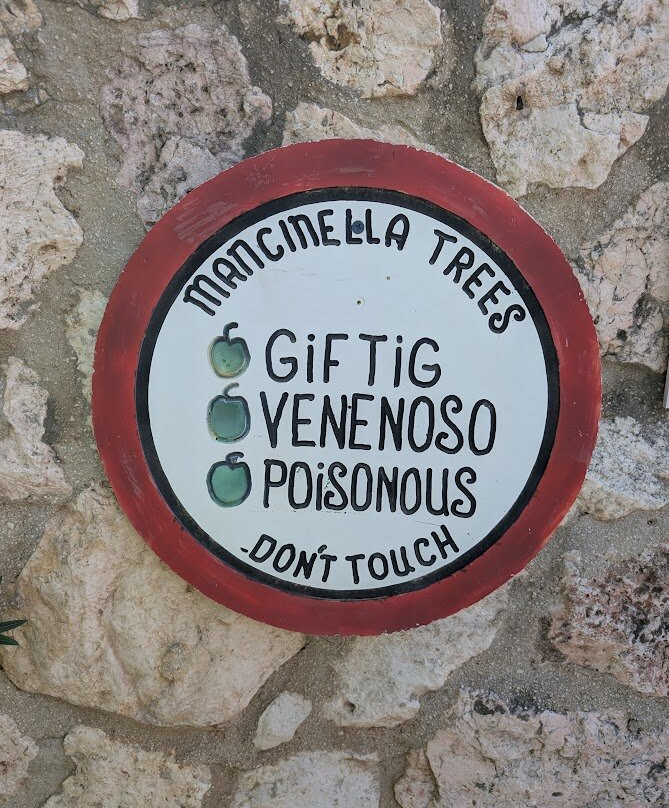 MANCINELLA TREES
GiFTiG
VENENOSO
POiSONOUS
DON'T TOUCH